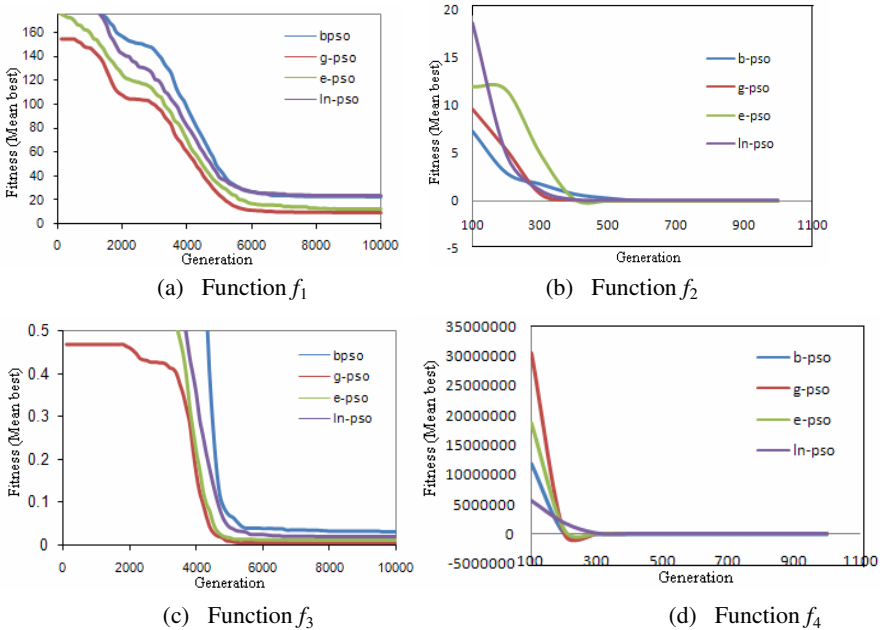 160
140
120
100
80
60
40
20
0
Fitness (Mean best)
bpso
g-pso
e-pso
ln-pso
0 2000 4000 6000 8000 10000
Generation
(a) Function f1
20
15
10
5
0
-5
Fitness (Mean best)
b-pso
g-pso
e-pso
ln-pso
100 300 500 700 900 1100
Generation
(b) Function f2
0.5
0.4
0.3
0.2
0.1
0
Fitness (Mean best)
bpso
g-pso
e-pso
ln-pso
0 2000 4000 6000 8000 10000
Generation
(c) Function f3
35000000
30000000
25000000
20000000
15000000
10000000
5000000
0
-5000000
Fitness (Mean best)
b-pso
g-pso
e-pso
ln-pso
100 300 500 700 900 1100
Generation
(d) Function f4